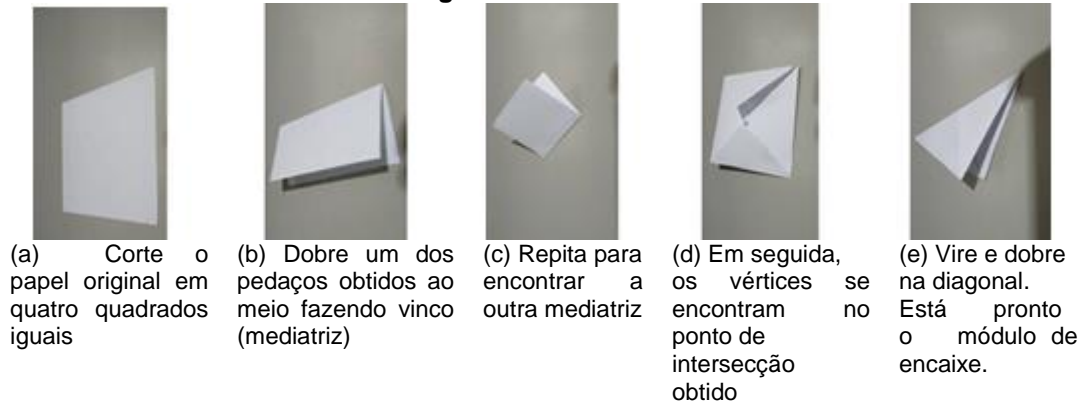 (a) Corte o
papel original em
quatro quadrados
iguais
(b) Dobre um dos
pedaços obtidos ao
meio fazendo vinco
(mediatriz)
(c) Repita para
encontrar a
outra mediatriz
(d) Em seguida,
os vértices se
encontram no
ponto de
intersecção
obtido
(e) Vire e dobre
na diagonal.
Está pronto
o módulo de
encaixe.